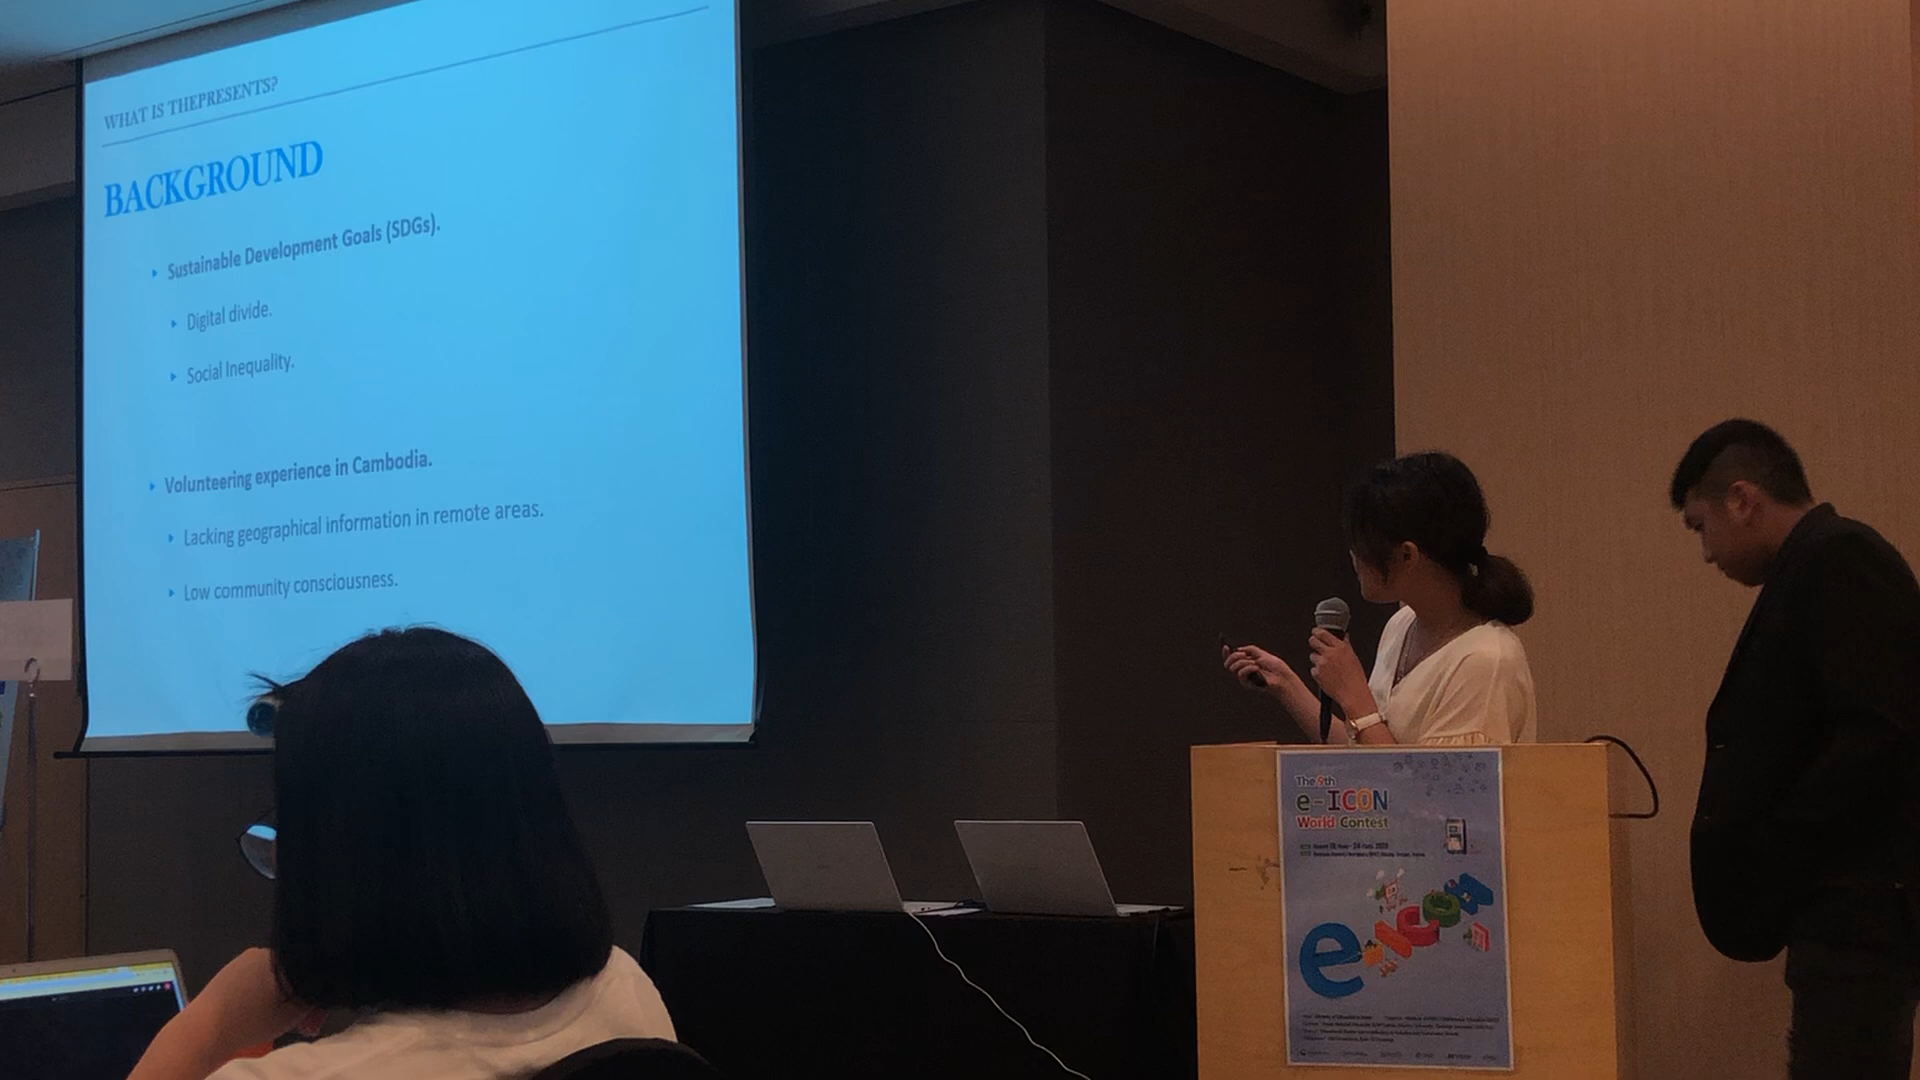 WHAT IS THEPRESENTS?
BACKGROUND
Sustainable Development Goals (SDGs).
Digital divide.
Social Inequality.
Volunteering experience in Cambodia.
Lacking geographical information in remote areas.
Low community consciousness.
The 9th
e-ICON
World Contest
eICON